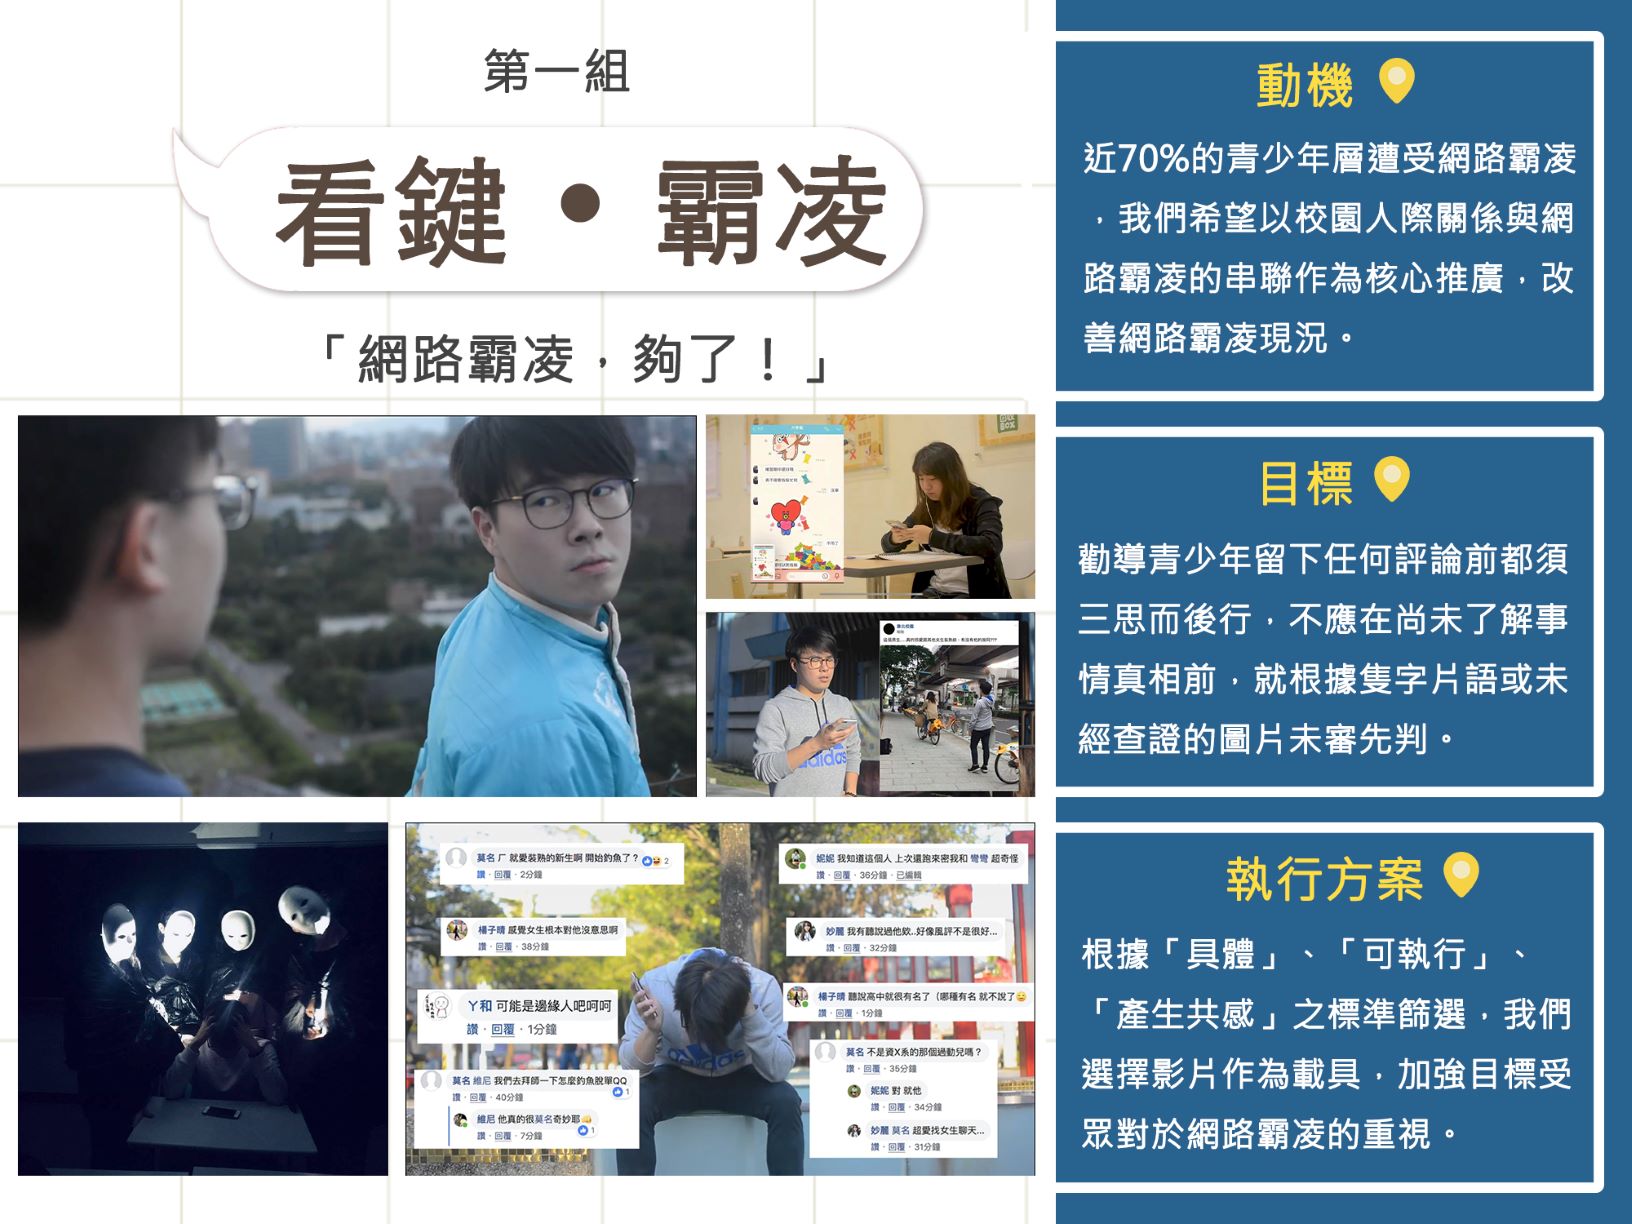 第一組
看鍵・霸凌
「網路霸凌，夠了！」
動機
近70%的青少年層遭受網路霸凌
，我們希望以校園人際關係與網
路霸凌的串聯作為核心推廣，改
善網路霸凌現況。
目標
勸導青少年留下任何評論前都須
三思而後行，不應在尚未了解事
情真相前，就根據隻字片語或未
經查證的圖片未審先判。
執行方案
根據「具體」、「可執行」、
「產生共感」之標準篩選，我們
選擇影片作為載具，加強目標受
眾對於網路霸凌的重視。
adidas
莫名 ㄏ 就愛裝熟的新生啊 開始釣魚了？ 2
讚・回覆・2分鐘
楊子晴 感覺女生根本對他沒意思啊
讚・回覆・38分鐘
ㄚ和 可能是邊緣人吧呵呵
讚・回覆・1分鐘
莫名 維尼 我們去拜師一下怎麼釣魚脫單QQ
1
讚・回覆・40分鐘
維尼 他真的很莫名奇妙耶
1
讚・回覆・7分鐘
妮妮 我知道這個人 上次還跑來密我和 彎彎 超奇怪
讚・回覆・36分鐘・已編輯
妙麗 我有聽說過他欸..好像風評不是很好...
讚・回覆・32分鐘
楊子晴 聽說高中就很有名了（哪種有名 就不說了
讚・回覆・1分鐘
莫名 不是資X系的那個過動兒嗎？
讚・回覆・35分鐘
妮妮 對 就他
讚・回覆・34分鐘
妙麗 莫名 超愛找女生聊天...
讚・回覆・31分鐘
adidas